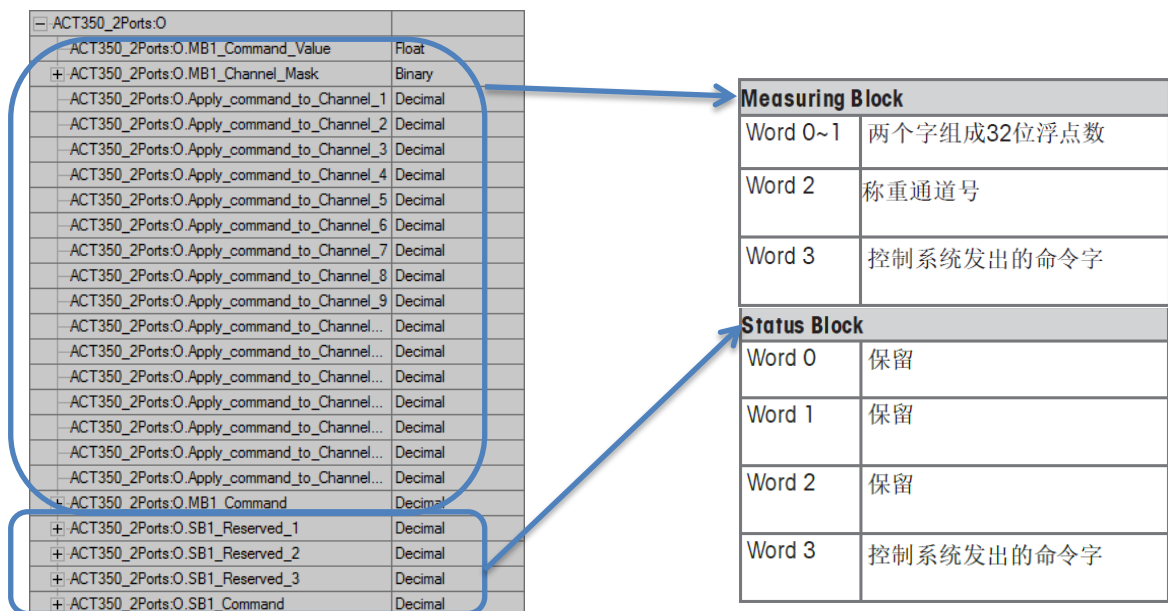 ACT350_2Ports:O
ACT350_2Ports:O.MB1_Command_Value Float
ACT350_2Ports:O.MB1_Channel_Mask Binary
ACT350_2Ports:O.Apply_command_to_Channel_1 Decimal
ACT350_2Ports:O.Apply_command_to_Channel_2 Decimal
ACT350_2Ports:O.Apply_command_to_Channel_3 Decimal
ACT350_2Ports:O.Apply_command_to_Channel_4 Decimal
ACT350_2Ports:O.Apply_command_to_Channel_5 Decimal
ACT350_2Ports:O.Apply_command_to_Channel_6 Decimal
ACT350_2Ports:O.Apply_command_to_Channel_7 Decimal
ACT350_2Ports:O.Apply_command_to_Channel_8 Decimal
ACT350_2Ports:O.Apply_command_to_Channel_9 Decimal
ACT350_2Ports:O.Apply_command_to_Channel... Decimal
ACT350_2Ports:O.Apply_command_to_Channel... Decimal
ACT350_2Ports:O.Apply_command_to_Channel... Decimal
ACT350_2Ports:O.Apply_command_to_Channel... Decimal
ACT350_2Ports:O.Apply_command_to_Channel... Decimal
ACT350_2Ports:O.Apply_command_to_Channel... Decimal
ACT350_2Ports:O.Apply_command_to_Channel... Decimal
ACT350_2Ports:O.MB1_Command Decimal
ACT350_2Ports:O.SB1_Reserved_1 Decimal
ACT350_2Ports:O.SB1_Reserved_2 Decimal
ACT350_2Ports:O.SB1_Reserved_3 Decimal
ACT350_2Ports:O.SB1_Command Decimal
Measuring Block
Word 0~1 两个字组成32位浮点数
Word 2 称重通道号
Word 3 控制系统发出的命令字
Status Block
Word 0 保留
Word 1 保留
Word 2 保留
Word 3 控制系统发出的命令字